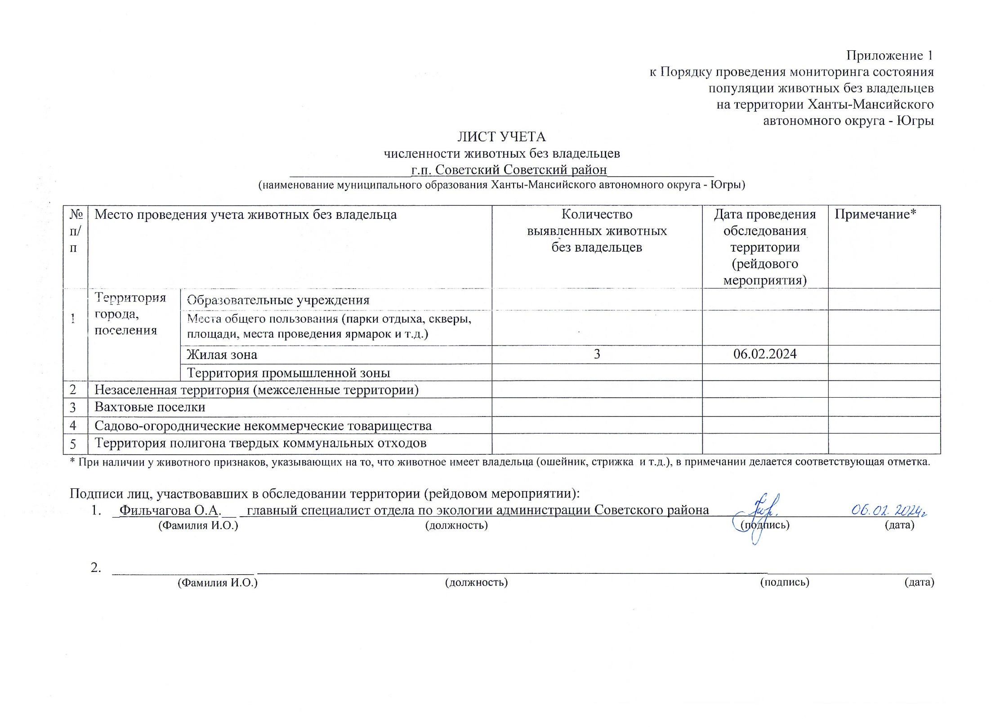 Приложение 1
к Порядку проведения мониторинга состояния
популяции животных без владельцев
на территории Ханты-Мансийского
автономного округа - Югры
ЛИСТ УЧЕТА
численности животных без владельцев
г.п. Советский Советский район
(наименование муниципального образования Ханты-Мансийского автономного округа - Югры)
№ п/п
Место проведения учета животных без владельца
Количество
выявленных животных
без владельцев
Дата проведения
обследования
территории
(рейдового
мероприятия)
Примечание*
1
Территория
города,
поселения
Образовательные учреждения
Места общего пользования (парки отдыха, скверы,
площади, места проведения ярмарок и т.д.)
Жилая зона 3 06.02.2024
Территория промышленной зоны
2 Незаселенная территория (межселенные территории)
3 Вахтовые поселки
4 Садово-огороднические некоммерческие товарищества
5 Территория полигона твердых коммунальных отходов
* При наличии у животного признаков, указывающих на то, что животное имеет владельца (ошейник, стрижка и т.д.), в примечании делается соответствующая отметка.
Подписи лиц, участвовавших в обследовании территории (рейдовом мероприятии):
1. Фильчагова О.А. главный специалист отдела по экологии администрации Советского района 06.02.2024г
(Фамилия И.О.) (должность) (подпись) (дата)
2.
(Фамилия И.О.) (должность) (подпись) (дата)